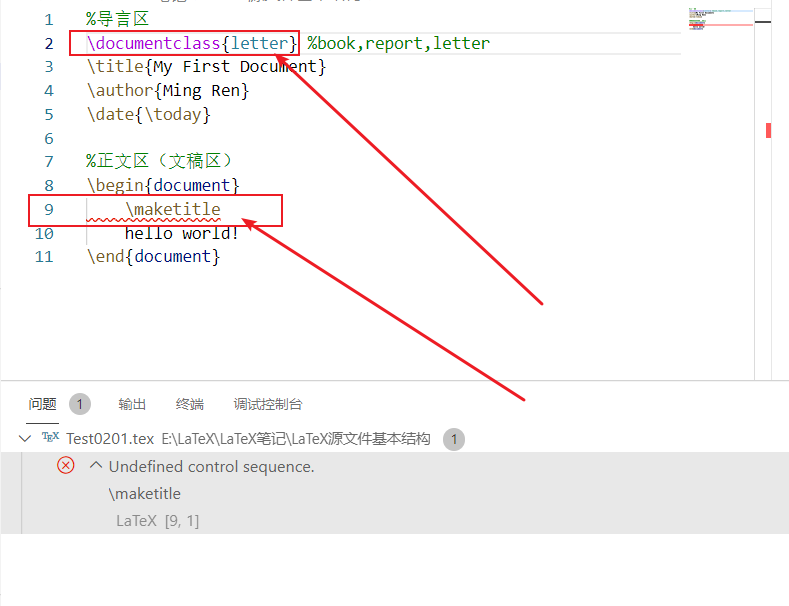 1 %导言区
2 \documentclass{letter} %book,report,letter
3 \title{My First Document}
4 \author{Ming Ren}
5 \date{\today}
6
7 %正文区（文稿区）
8 \begin{document}
9 \maketitle
10 hello world!
11 \end{document}
问题 1 输出 终端 调试控制台
TEX Test0201.tex E:\LaTeX\LaTeX笔记\LaTeX源文件基本结构 1
Undefined control sequence.
\maketitle
LaTeX [9, 1]